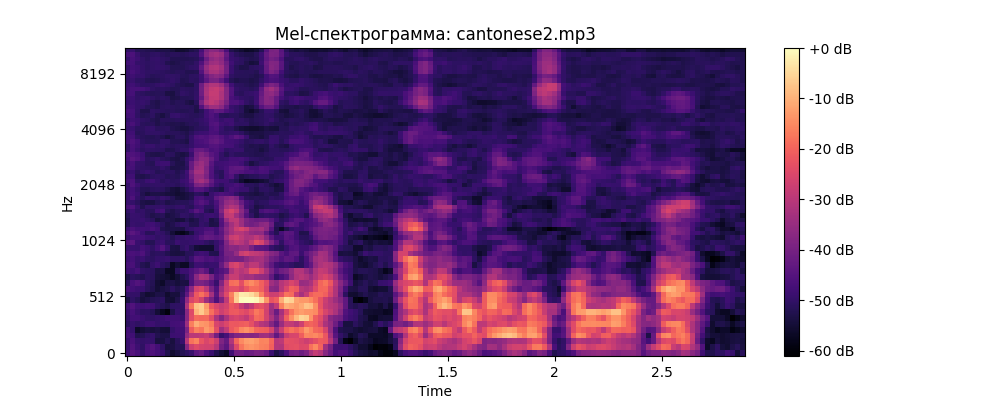 Mel-спектрограмма: cantonese2.mp3
Hz
8192
4096
2048
1024
512
0
0
0.5
1
1.5
2
2.5
Time
+0 dB
-10 dB
-20 dB
-30 dB
-40 dB
-50 dB
-60 dB